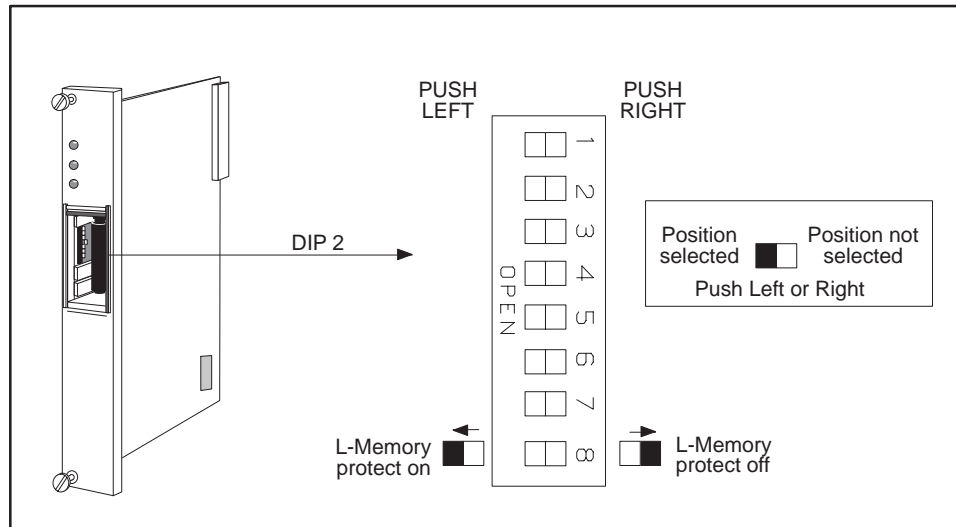 PUSH
LEFT
PUSH
RIGHT
DIP 2
OPEN
1
2
3
4
5
6
7
8
Position
selected
Position not
selected
Push Left or Right
L-Memory
protect on
L-Memory
protect off